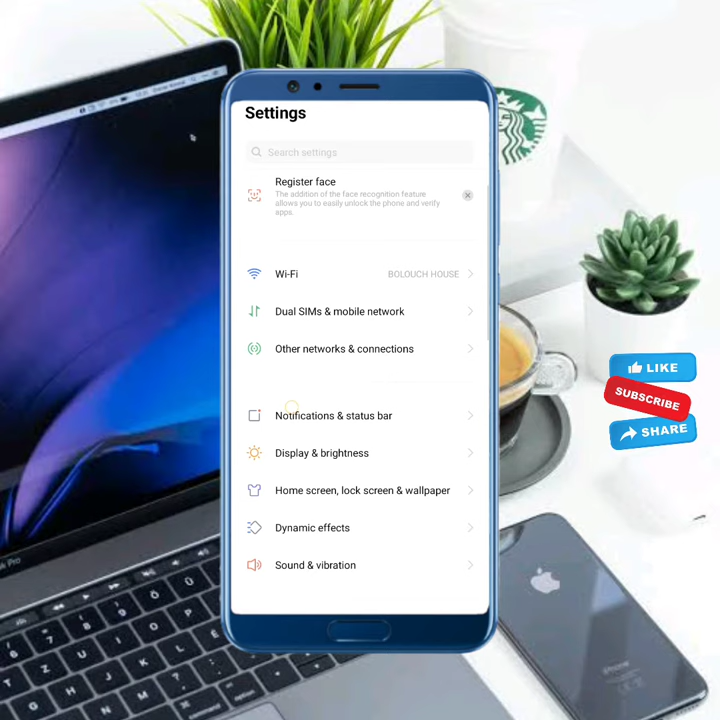 Settings
Search settings
Register face
The addition of the face recognition feature
allows you to easily unlock the phone and verify
apps.
Wi-Fi
BOLOUCH HOUSE
Dual SIMs & mobile network
Other networks & connections
Notifications & status bar
Display & brightness
Home screen, lock screen & wallpaper
Dynamic effects
Sound & vibration
LIKE
SUBSCRIBE
SHARE
iPhone